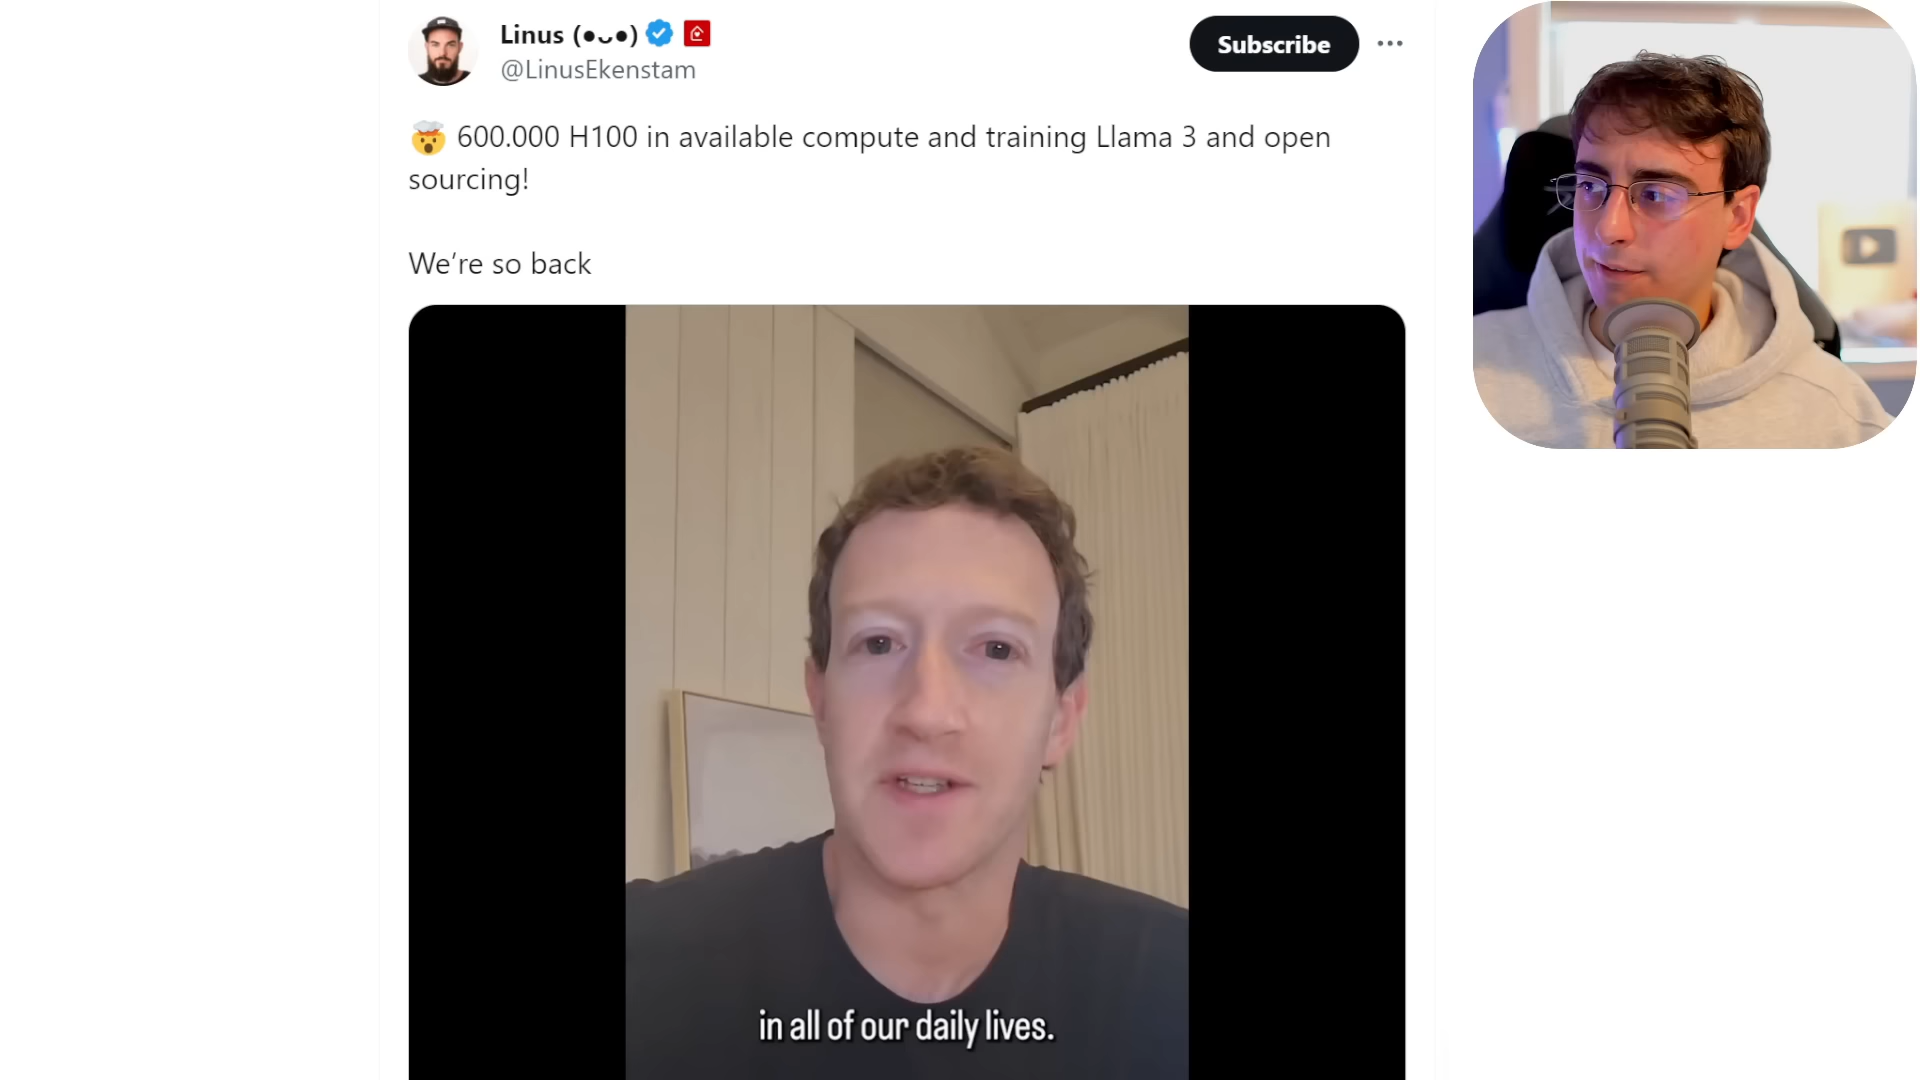 Linus (●ᴗ●)
@LinusEkenstam
Subscribe
🤯 600.000 H100 in available compute and training Llama 3 and open
sourcing!
We’re so back
in all of our daily lives.